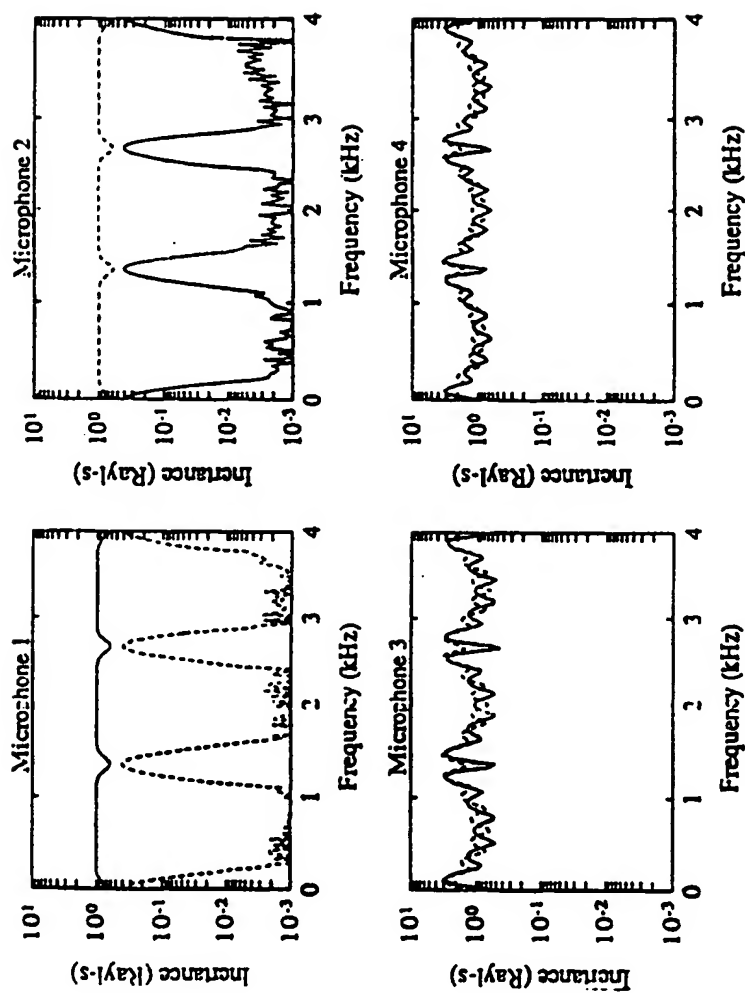 Microphone 1
Inertance (Rayl-s)
10¹
10⁰
10⁻¹
10⁻²
10⁻³
0 1 2 3 4
Frequency (kHz)
Microphone 2
Inertance (Rayl-s)
10¹
10⁰
10⁻¹
10⁻²
10⁻³
0 1 2 3 4
Frequency (kHz)
Microphone 3
Inertance (Rayl-s)
10¹
10⁰
10⁻¹
10⁻²
10⁻³
0 1 2 3 4
Frequency (kHz)
Microphone 4
Inertance (Rayl-s)
10¹
10⁰
10⁻¹
10⁻²
10⁻³
0 1 2 3 4
Frequency (kHz)